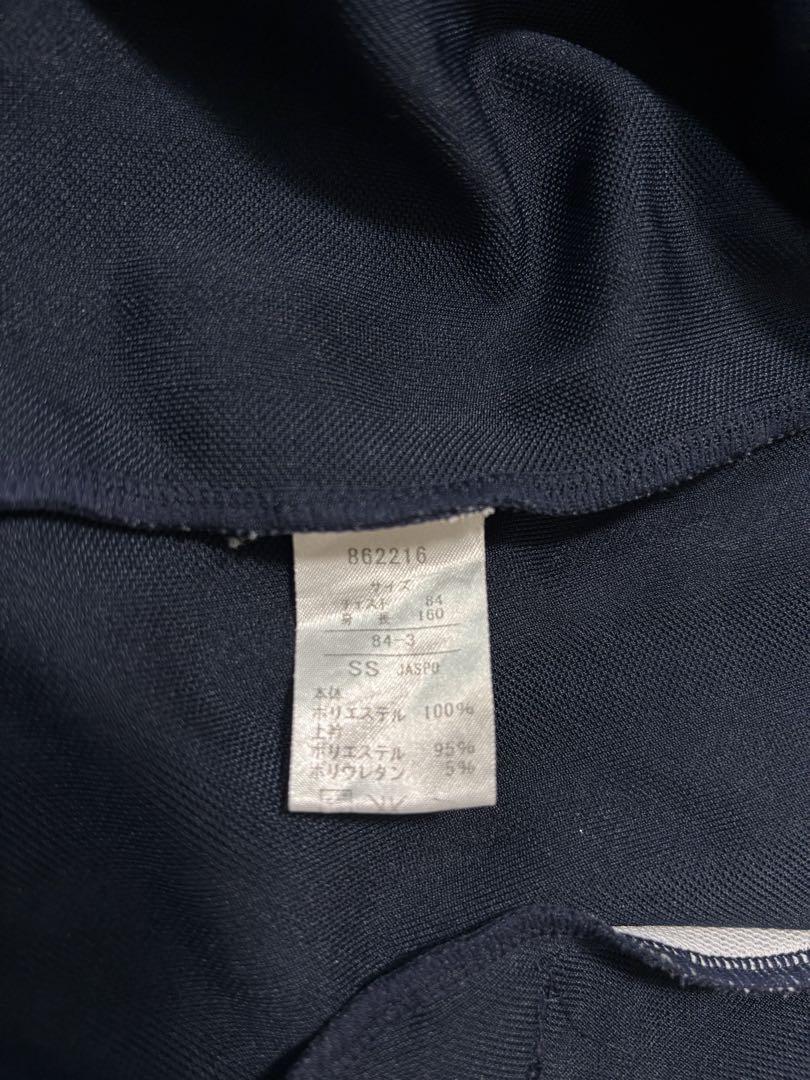 862216
サイズ
チェスト 84
身長 160
84-3
SS JASPO
本体
ポリエステル 100%
上衿
ポリエステル 95%
ポリウレタン 5%